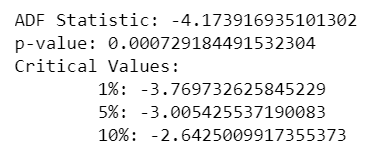 ADF Statistic: -4.173916935101302
p-value: 0.000729184491532304
Critical Values:
1%: -3.769732625845229
5%: -3.005425537190083
10%: -2.6425009917355373